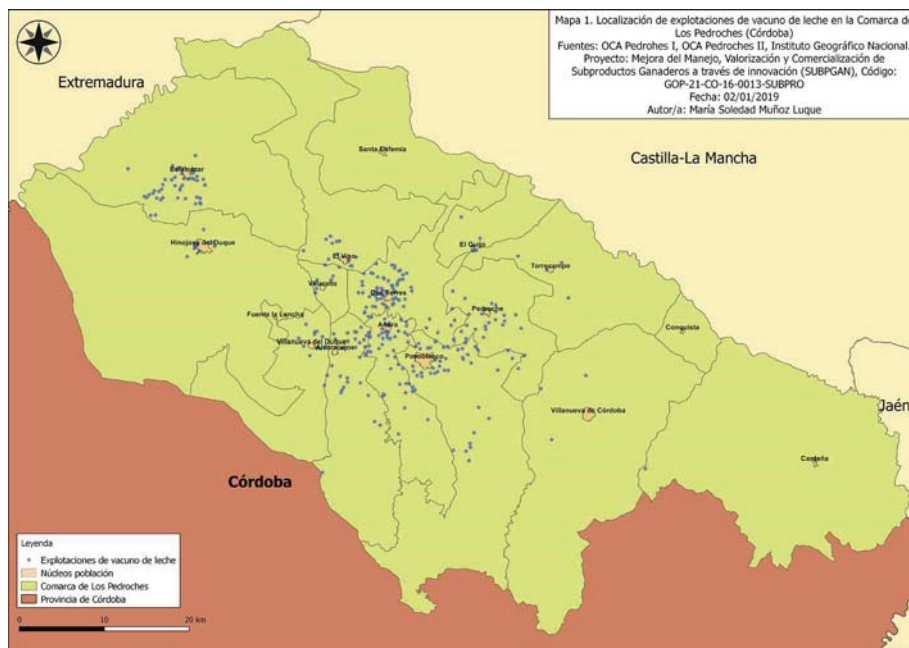 Mapa 1. Localización de explotaciones de vacuno de leche en la Comarca de
Los Pedroches (Córdoba)
Fuentes: OCA Pedrohes I, OCA Pedroches II, Instituto Geográfico Nacional.
Proyecto: Mejora del Manejo, Valorización y Comercialización de
Subproductos Ganaderos a través de innovación (SUBPGAN), Código:
GOP-21-CO-16-0013-SUBPRO
Fecha: 02/01/2019
Autor/a: María Soledad Muñoz Luque
Extremadura
Castilla-La Mancha
Santa Eufemia
Belalcázar
Hinojosa del Duque
El Guijo
El Viso
Torrecampo
Villaralto
Dos Torres
Pedroche
Fuente la Lancha
Añora
Conquista
Villanueva del Duque
Alcaracejos
Pozoblanco
Jaén
Villanueva de Córdoba
Cardeña
Córdoba
Leyenda
Explotaciones de vacuno de leche
Núcleos población
Comarca de Los Pedroches
Provincia de Córdoba
0 10 20 km